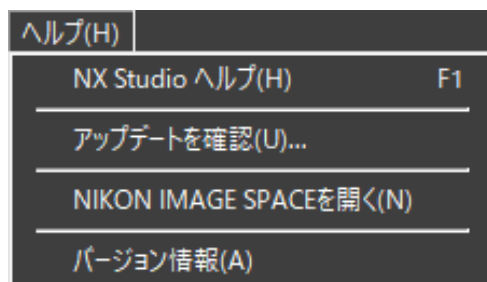 ヘルプ(H)
NX Studio ヘルプ(H) F1
アップデートを確認(U)...
NIKON IMAGE SPACEを開く(N)
バージョン情報(A)